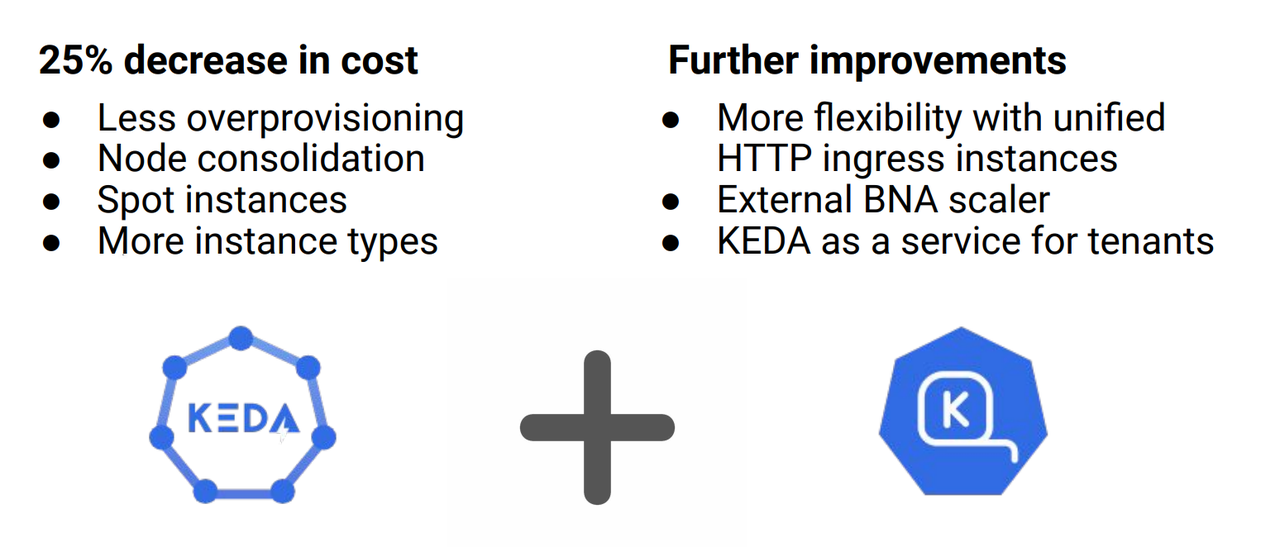 25% decrease in cost
● Less overprovisioning
● Node consolidation
● Spot instances
● More instance types
Further improvements
● More flexibility with unified
HTTP ingress instances
● External BNA scaler
● KEDA as a service for tenants
KEDA
K